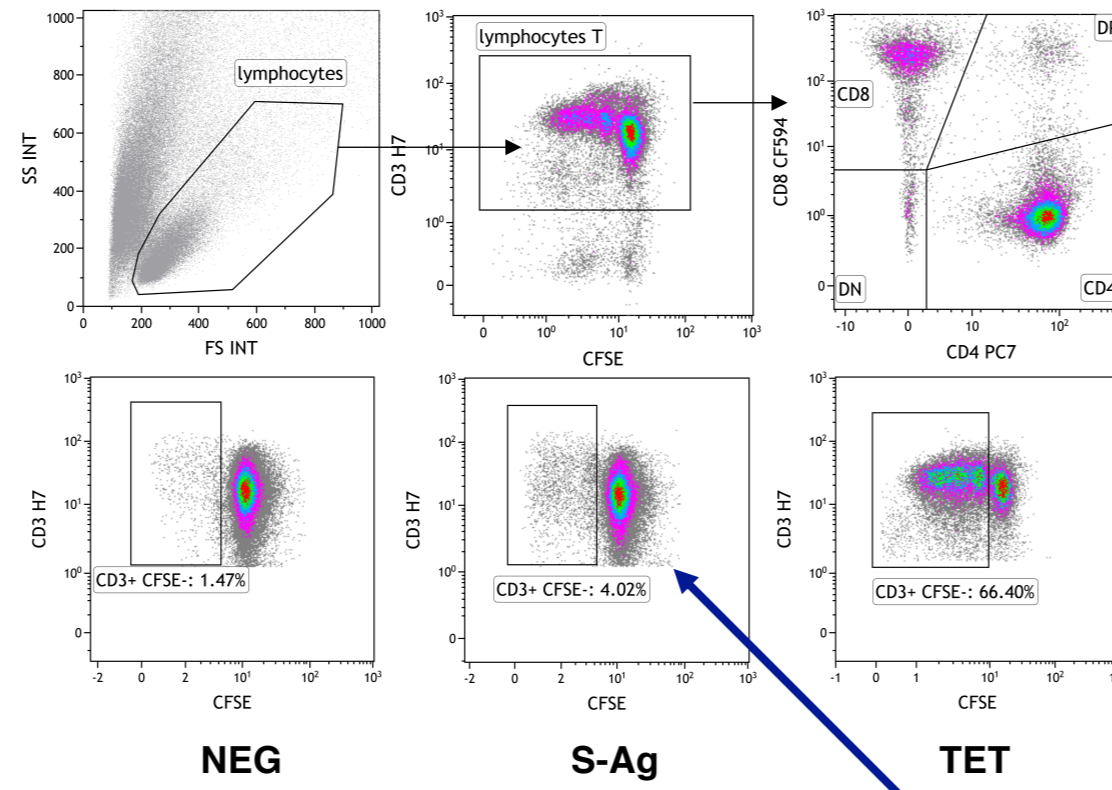 1000
800
600
400
200
0
SS INT
lymphocytes
0 200 400 600 800 1000
FS INT
10³
10²
10¹
10⁰
0
CD3 H7
lymphocytes T
0 10⁰ 10¹ 10² 10³
CFSE
10³
10²
10¹
10⁰
0
CD8 CF594
CD8
DN
-10 0 10 10²
CD4 PC7
10³
10²
10¹
10⁰
0
CD3 H7
CD3+ CFSE-: 1.47%
-2 0 2 10¹ 10² 10³
CFSE
NEG
10³
10²
10¹
10⁰
0
CD3 H7
CD3+ CFSE-: 4.02%
-2 0 2 10¹ 10² 10³
CFSE
S-Ag
10³
10²
10¹
10⁰
0
CD3 H7
CD3+ CFSE-: 66.40%
-1 0 1 10¹ 10² 10³
CFSE
TET